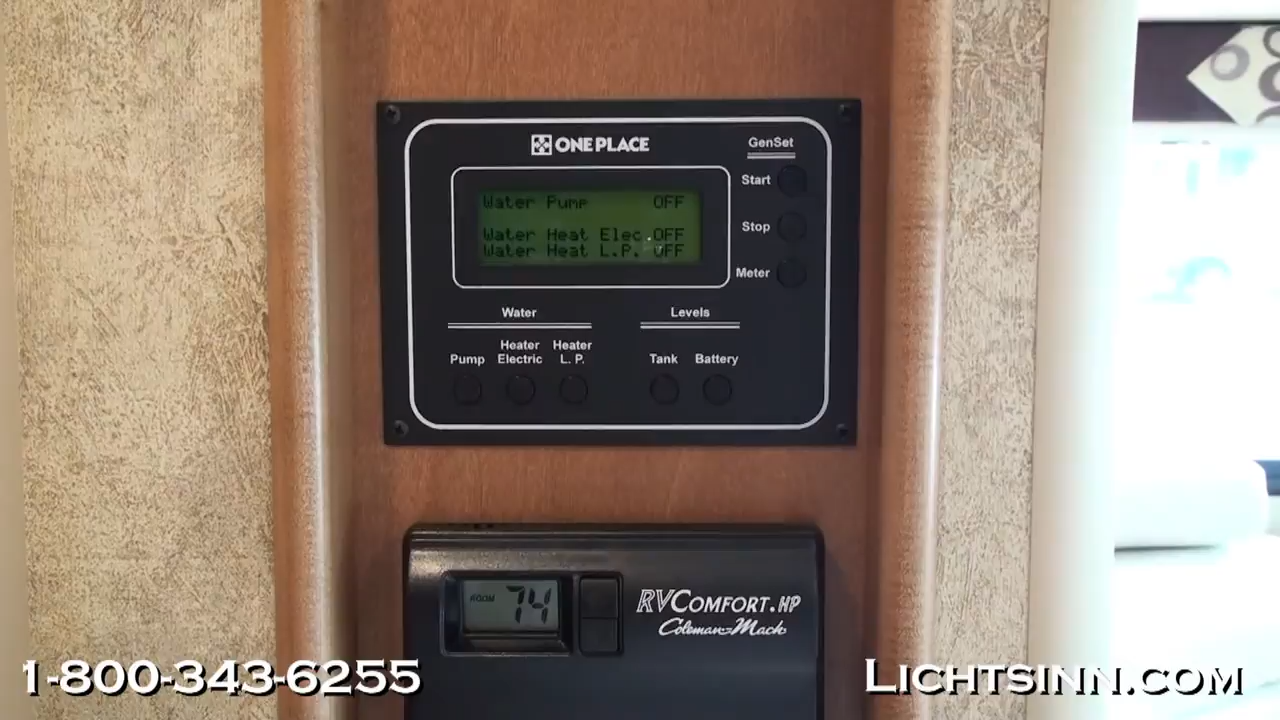 ONE PLACE
GenSet
Start
Stop
Meter
Water Pump OFF
Water Heat Elec. OFF
Water Heat L.P. OFF
Water
Levels
Pump
Heater Electric
Heater L. P.
Tank
Battery
ROOM 74
RVCOMFORT.HP
Coleman-Mach
1-800-343-6255
LICHTSINN.COM